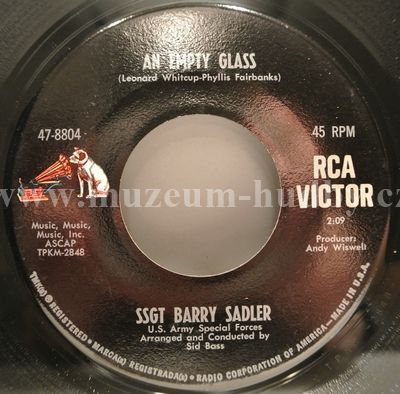 AN EMPTY GLASS
(Leonard Whitcup-Phyllis Fairbanks)
47-8804
45 RPM
RCA
VICTOR
2:09
Producer:
Andy Wiswell
Music, Music,
Music, Inc.
ASCAP
TPKM-2848
www.muzeum-hudby.cz
SSGT BARRY SADLER
U.S. Army Special Forces
Arranged and Conducted by
Sid Bass
TMK(s) ® REGISTERED • MARCA(s) REGISTRADA(s) • RADIO CORPORATION OF AMERICA—MADE IN U.S.A.